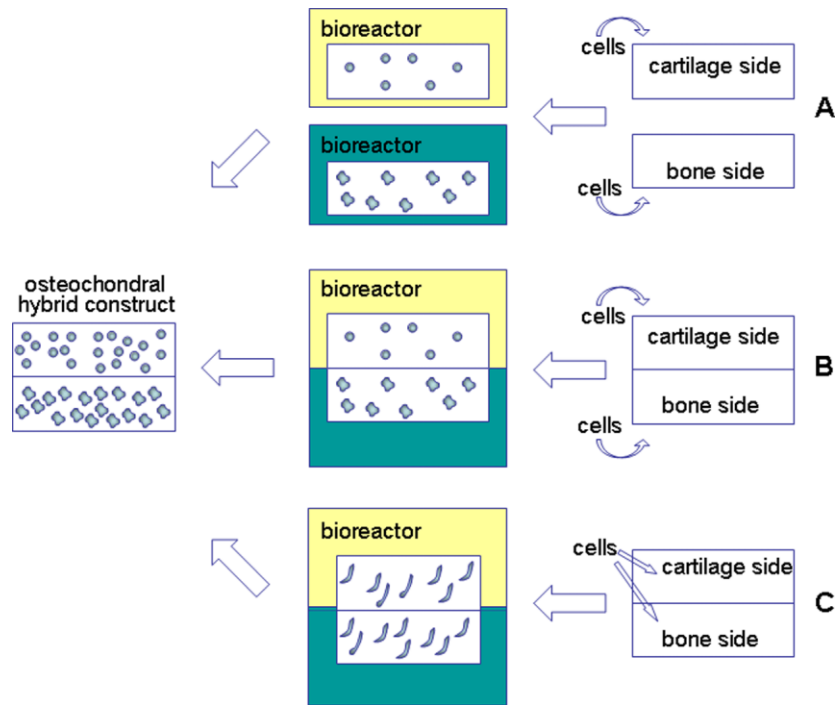 bioreactor
cells
cartilage side
A
bioreactor
bone side
cells
osteochondral
hybrid construct
bioreactor
cells
cartilage side
B
bone side
cells
bioreactor
cells
cartilage side
C
bone side